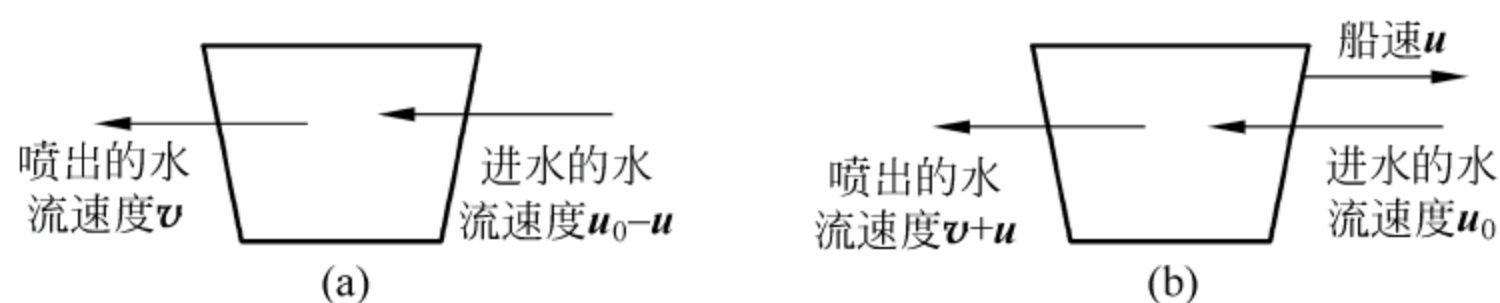 喷出的水
流速度v
进水的水
流速度u₀−u
(a)
船速u
喷出的水
流速度v+u
进水的水
流速度u₀
(b)